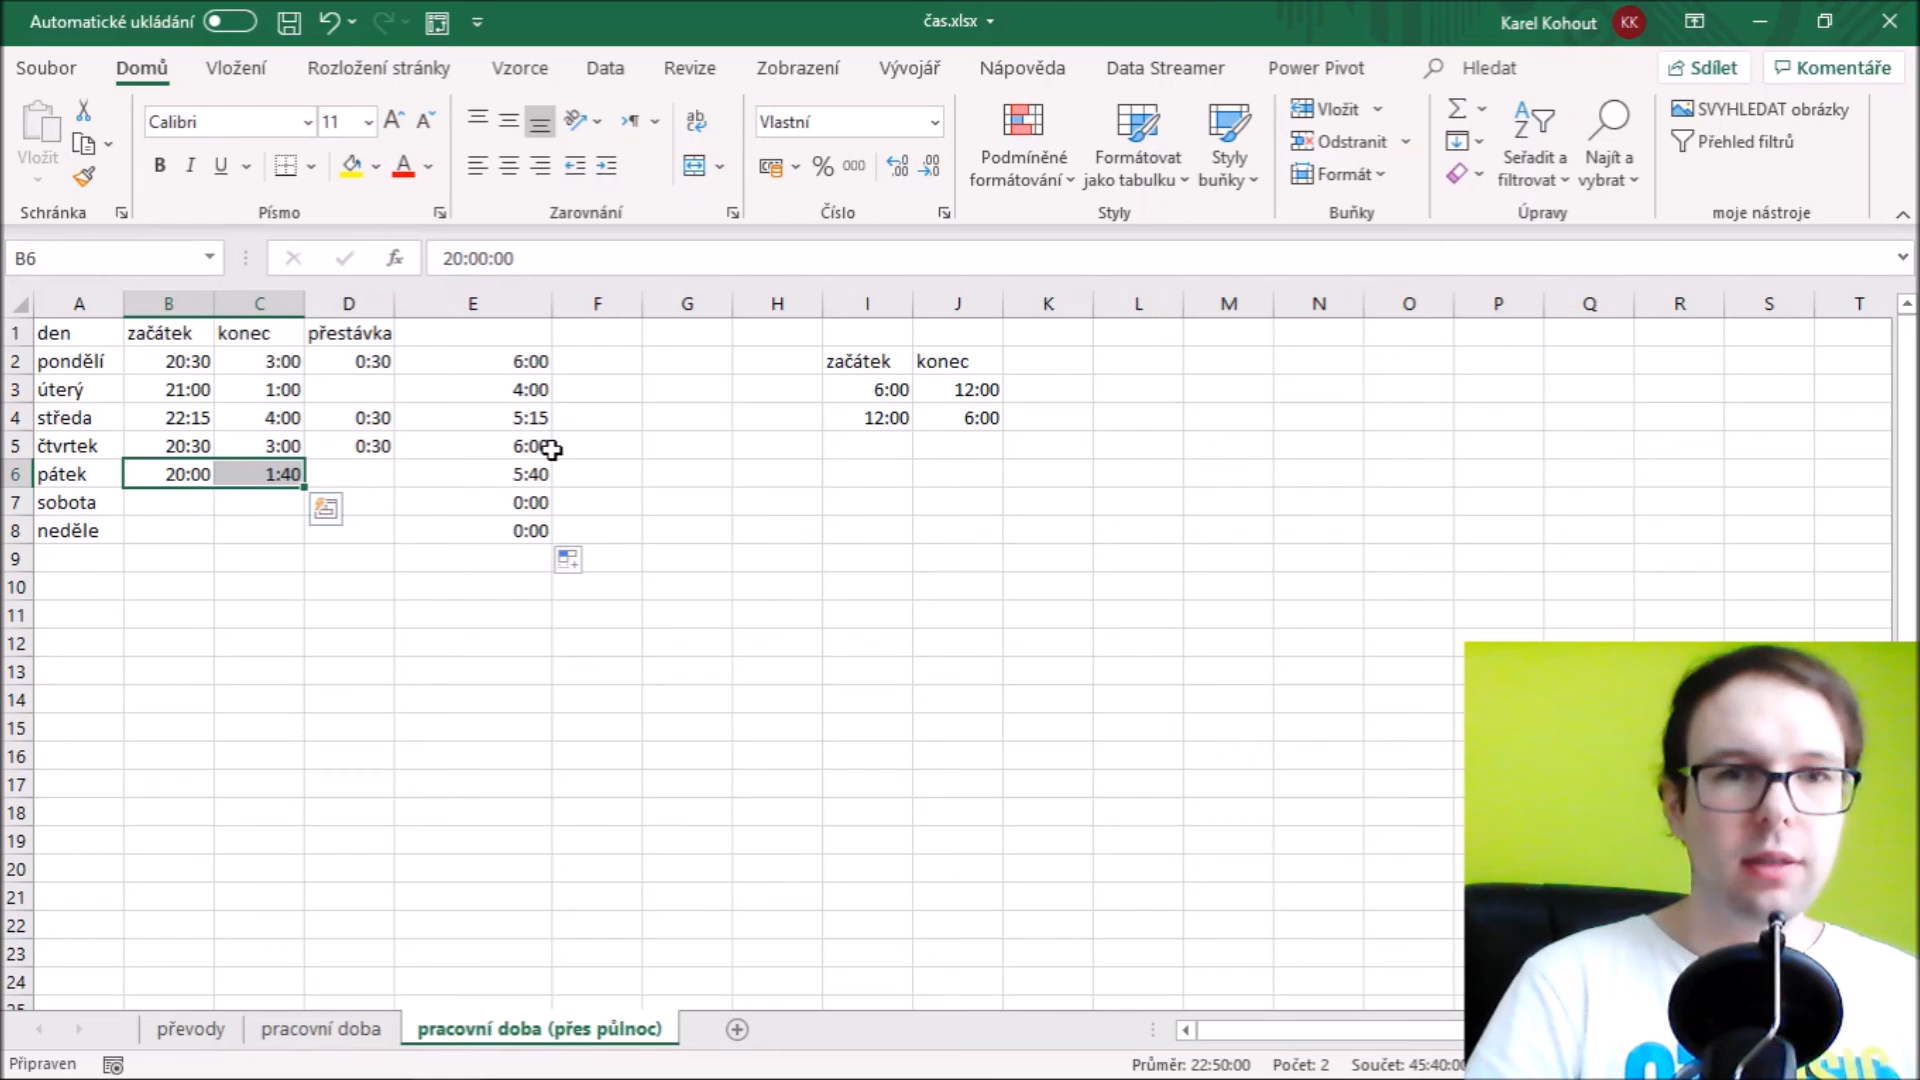 Automatické ukládání
čas.xlsx
Karel Kohout KK
Soubor Domů Vložení Rozložení stránky Vzorce Data Revize Zobrazení Vývojář Nápověda Data Streamer Power Pivot Hledat Sdílet Komentáře
Vložit
Schránka
Calibri 11
B I U
Písmo
Zarovnání
Vlastní
% 000
Číslo
Podmíněné formátování
Formátovat jako tabulku
Styly buňky
Styly
Vložit
Odstranit
Formát
Buňky
Seřadit a filtrovat
Najít a vybrat
Úpravy
SVYHLEDAT obrázky
Přehled filtrů
moje nástroje
B6 fx 20:00:00
A B C D E F G H I J K L M N O P Q R S T
1 den začátek konec přestávka
2 pondělí 20:30 3:00 0:30 6:00 začátek konec
3 úterý 21:00 1:00 4:00 6:00 12:00
4 středa 22:15 4:00 0:30 5:15 12:00 6:00
5 čtvrtek 20:30 3:00 0:30 6:00
6 pátek 20:00 1:40 5:40
7 sobota 0:00
8 neděle 0:00
9
10
11
12
13
14
15
16
17
18
19
20
21
22
23
24
převody pracovní doba pracovní doba (přes půlnoc)
Připraven Průměr: 22:50:00 Počet: 2 Součet: 45:40:00